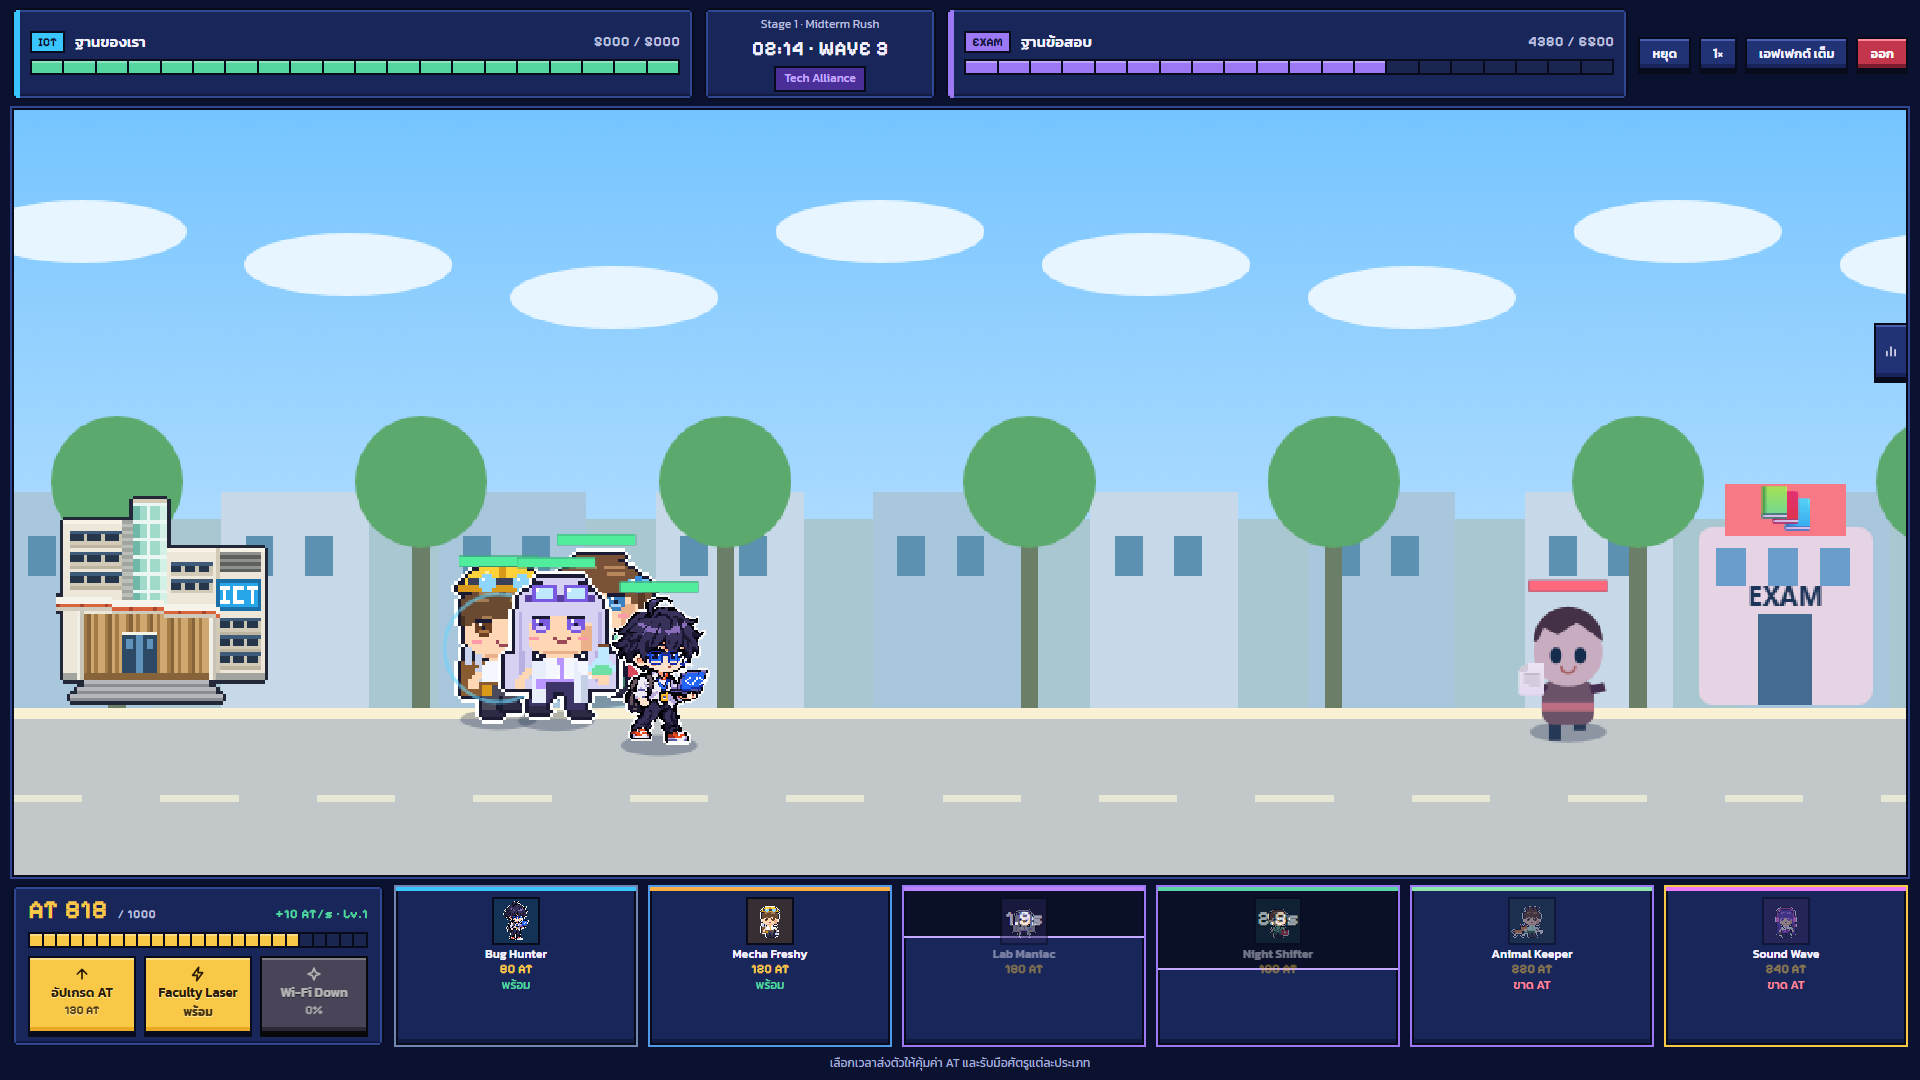 ICT ฐานของเรา
8000 / 8000
Stage 1 · Midterm Rush
02:14 · WAVE 3
Tech Alliance
EXAM ฐานข้อสอบ
4380 / 6800
หยุด
1×
เอฟเฟกต์ เต็ม
ออก
ICT
EXAM
AT 818 / 1000
+10 AT/s · Lv.1
อัปเกรด AT
130 AT
Faculty Laser
พร้อม
Wi-Fi Down
0%
Bug Hunter
80 AT
พร้อม
Mecha Freshy
180 AT
พร้อม
1.9s
Lab Maniac
180 AT
8.9s
Night Shifter
180 AT
Animal Keeper
880 AT
ขาด AT
Sound Wave
840 AT
ขาด AT
เลือกเวลาส่งตัวให้คุ้มค่า AT และรับมือศัตรูแต่ละประเภท